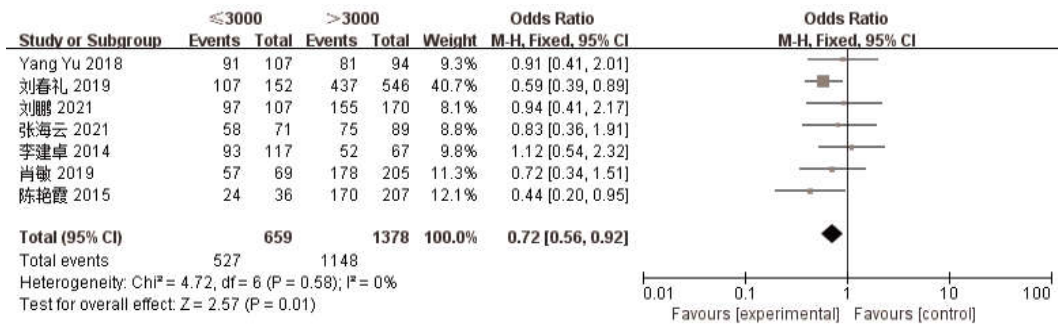 ≤3000 >3000 Odds Ratio Odds Ratio
Study or Subgroup Events Total Events Total Weight M-H, Fixed, 95% CI M-H, Fixed, 95% CI
Yang Yu 2018 91 107 81 94 9.3% 0.91 [0.41, 2.01]
刘春礼 2019 107 152 437 546 40.7% 0.59 [0.39, 0.89]
刘鹏 2021 97 107 155 170 8.1% 0.94 [0.41, 2.17]
张海云 2021 58 71 75 89 8.8% 0.83 [0.36, 1.91]
李建卓 2014 93 117 52 67 9.8% 1.12 [0.54, 2.32]
肖敏 2019 57 69 178 205 11.3% 0.72 [0.34, 1.51]
陈艳霞 2015 24 36 170 207 12.1% 0.44 [0.20, 0.95]
Total (95% CI) 659 1378 100.0% 0.72 [0.56, 0.92]
Total events 527 1148
Heterogeneity: Chi² = 4.72, df = 6 (P = 0.58); I² = 0%
Test for overall effect: Z = 2.57 (P = 0.01)
0.01 0.1 1 10 100
Favours [experimental] Favours [control]